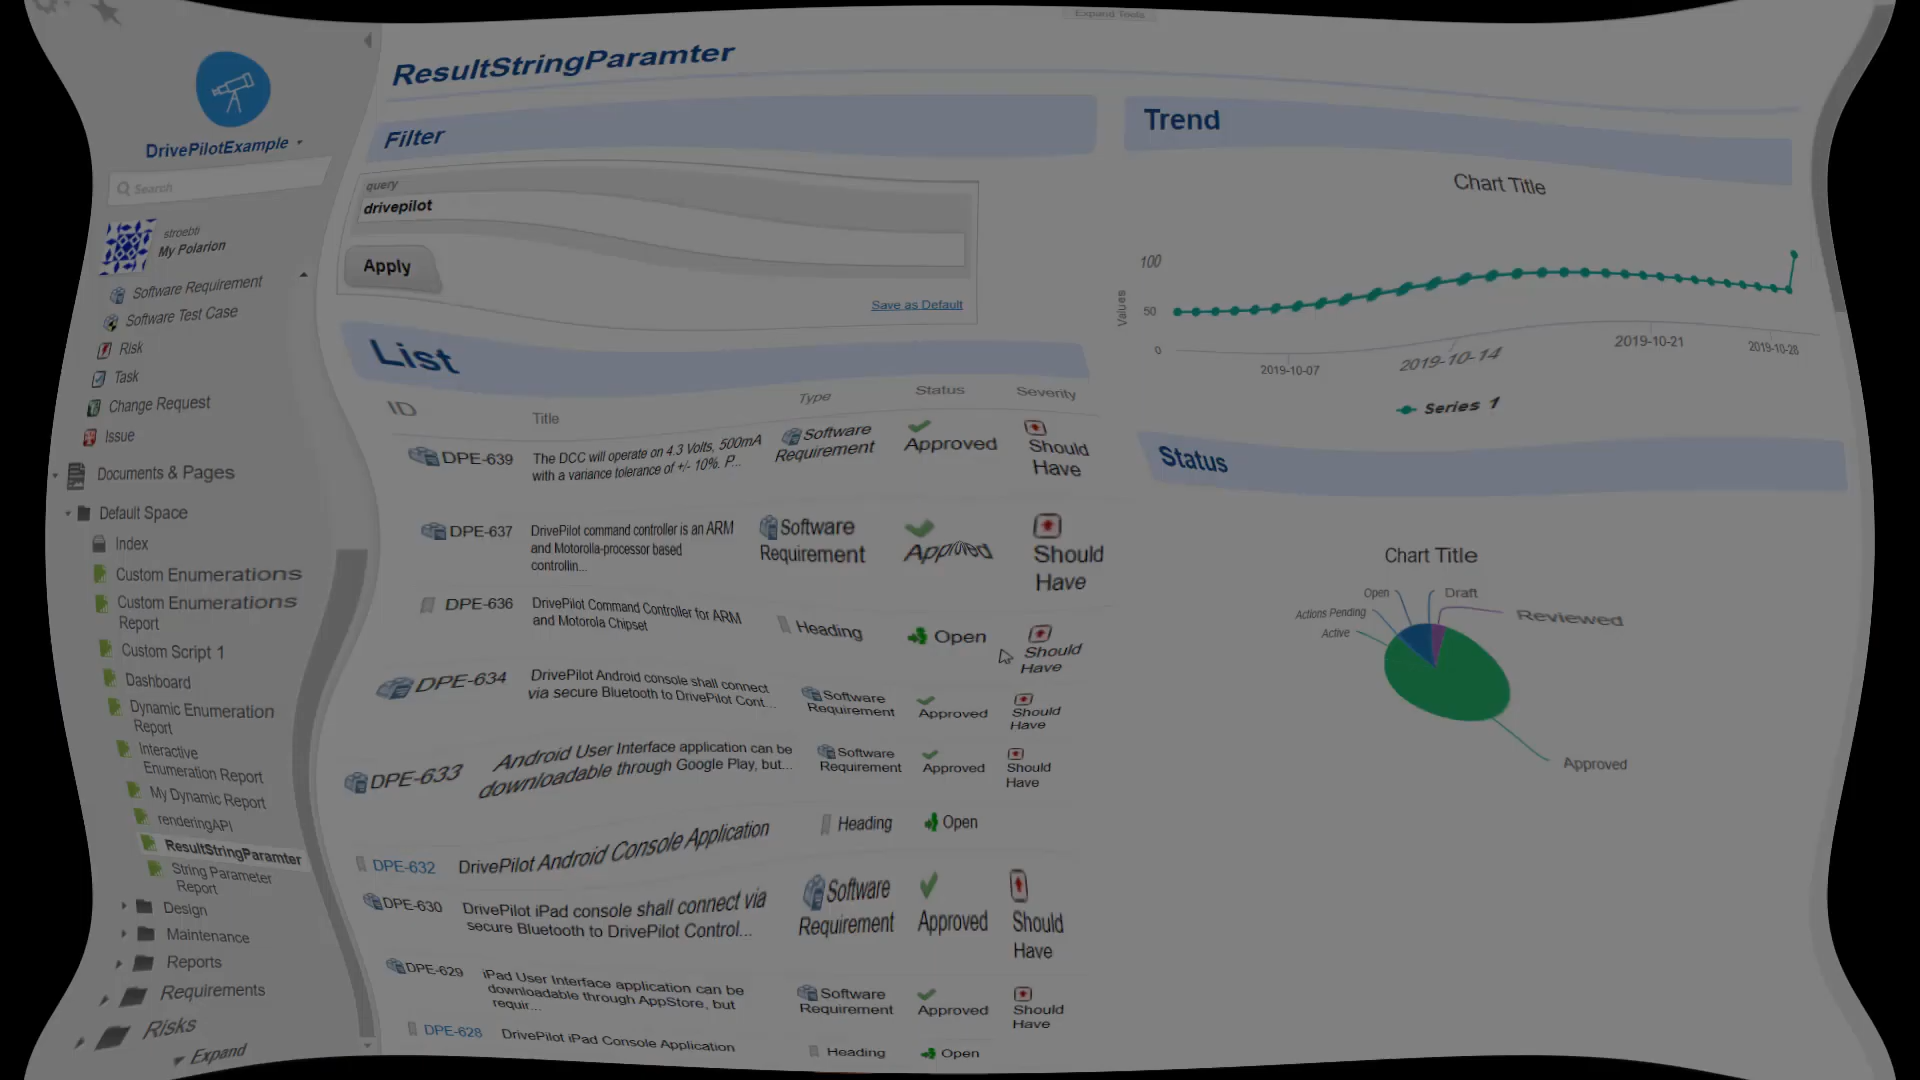 Expand Tools
DrivePilotExample
Search
stroebti
My Polarion
Software Requirement
Software Test Case
Risk
Task
Change Request
Issue
Documents & Pages
Default Space
Index
Custom Enumerations
Custom Enumerations
Report
Custom Script 1
Dashboard
Dynamic Enumeration
Report
Interactive
Enumeration Report
My Dynamic Report
renderingAPI
ResultStringParamter
String Parameter
Report
Design
Maintenance
Reports
Requirements
Risks
Expand
ResultStringParamter
Filter
query
drivepilot
Apply
Save as Default
List
ID Title Type Status Severity
DPE-639 The DCC will operate on 4.3 Volts, 500mA
with a variance tolerance of +/- 10%. P...
Software
Requirement
Approved
Should
Have
DPE-637 DrivePilot command controller is an ARM
and Motorolla-processor based
controllin...
Software
Requirement
Approved
Should
Have
DPE-636 DrivePilot Command Controller for ARM
and Motorola Chipset
Heading
Open
Should
Have
DPE-634 DrivePilot Android console shall connect
via secure Bluetooth to DrivePilot Cont...
Software
Requirement
Approved
Should
Have
DPE-633 Android User Interface application can be
downloadable through Google Play, but...
Software
Requirement
Approved
Should
Have
DPE-632 DrivePilot Android Console Application
Heading
Open
DPE-630 DrivePilot iPad console shall connect via
secure Bluetooth to DrivePilot Control...
Software
Requirement
Approved
Should
Have
DPE-629 iPad User Interface application can be
downloadable through AppStore, but
requir...
Software
Requirement
Approved
Should
Have
DPE-628 DrivePilot iPad Console Application
Heading
Open
Trend
Chart Title
Values
100
50
0
2019-10-07 2019-10-14 2019-10-21 2019-10-28
Series 1
Status
Chart Title
Open
Draft
Actions Pending
Reviewed
Active
Approved